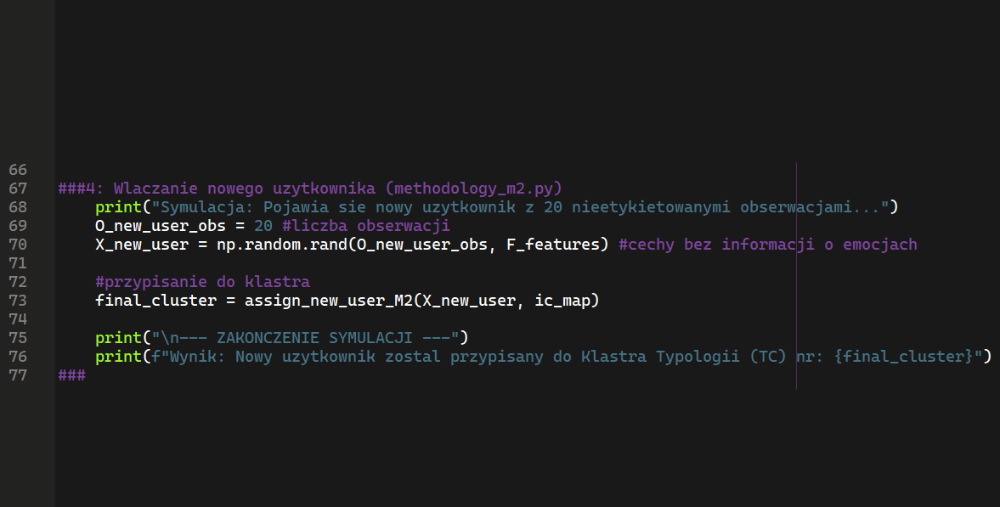 66
67 ###4: Wlaczanie nowego uzytkownika (methodology_m2.py)
68     print("Symulacja: Pojawia sie nowy uzytkownik z 20 nieetykietowanymi obserwacjami...")
69     O_new_user_obs = 20 #liczba obserwacji
70     X_new_user = np.random.rand(O_new_user_obs, F_features) #cechy bez informacji o emocjach
71
72     #przypisanie do klastra
73     final_cluster = assign_new_user_M2(X_new_user, ic_map)
74
75     print("\n--- ZAKONCZENIE SYMULACJI ---")
76     print(f"Wynik: Nowy uzytkownik zostal przypisany do Klastra Typologii (TC) nr: {final_cluster}")
77 ###